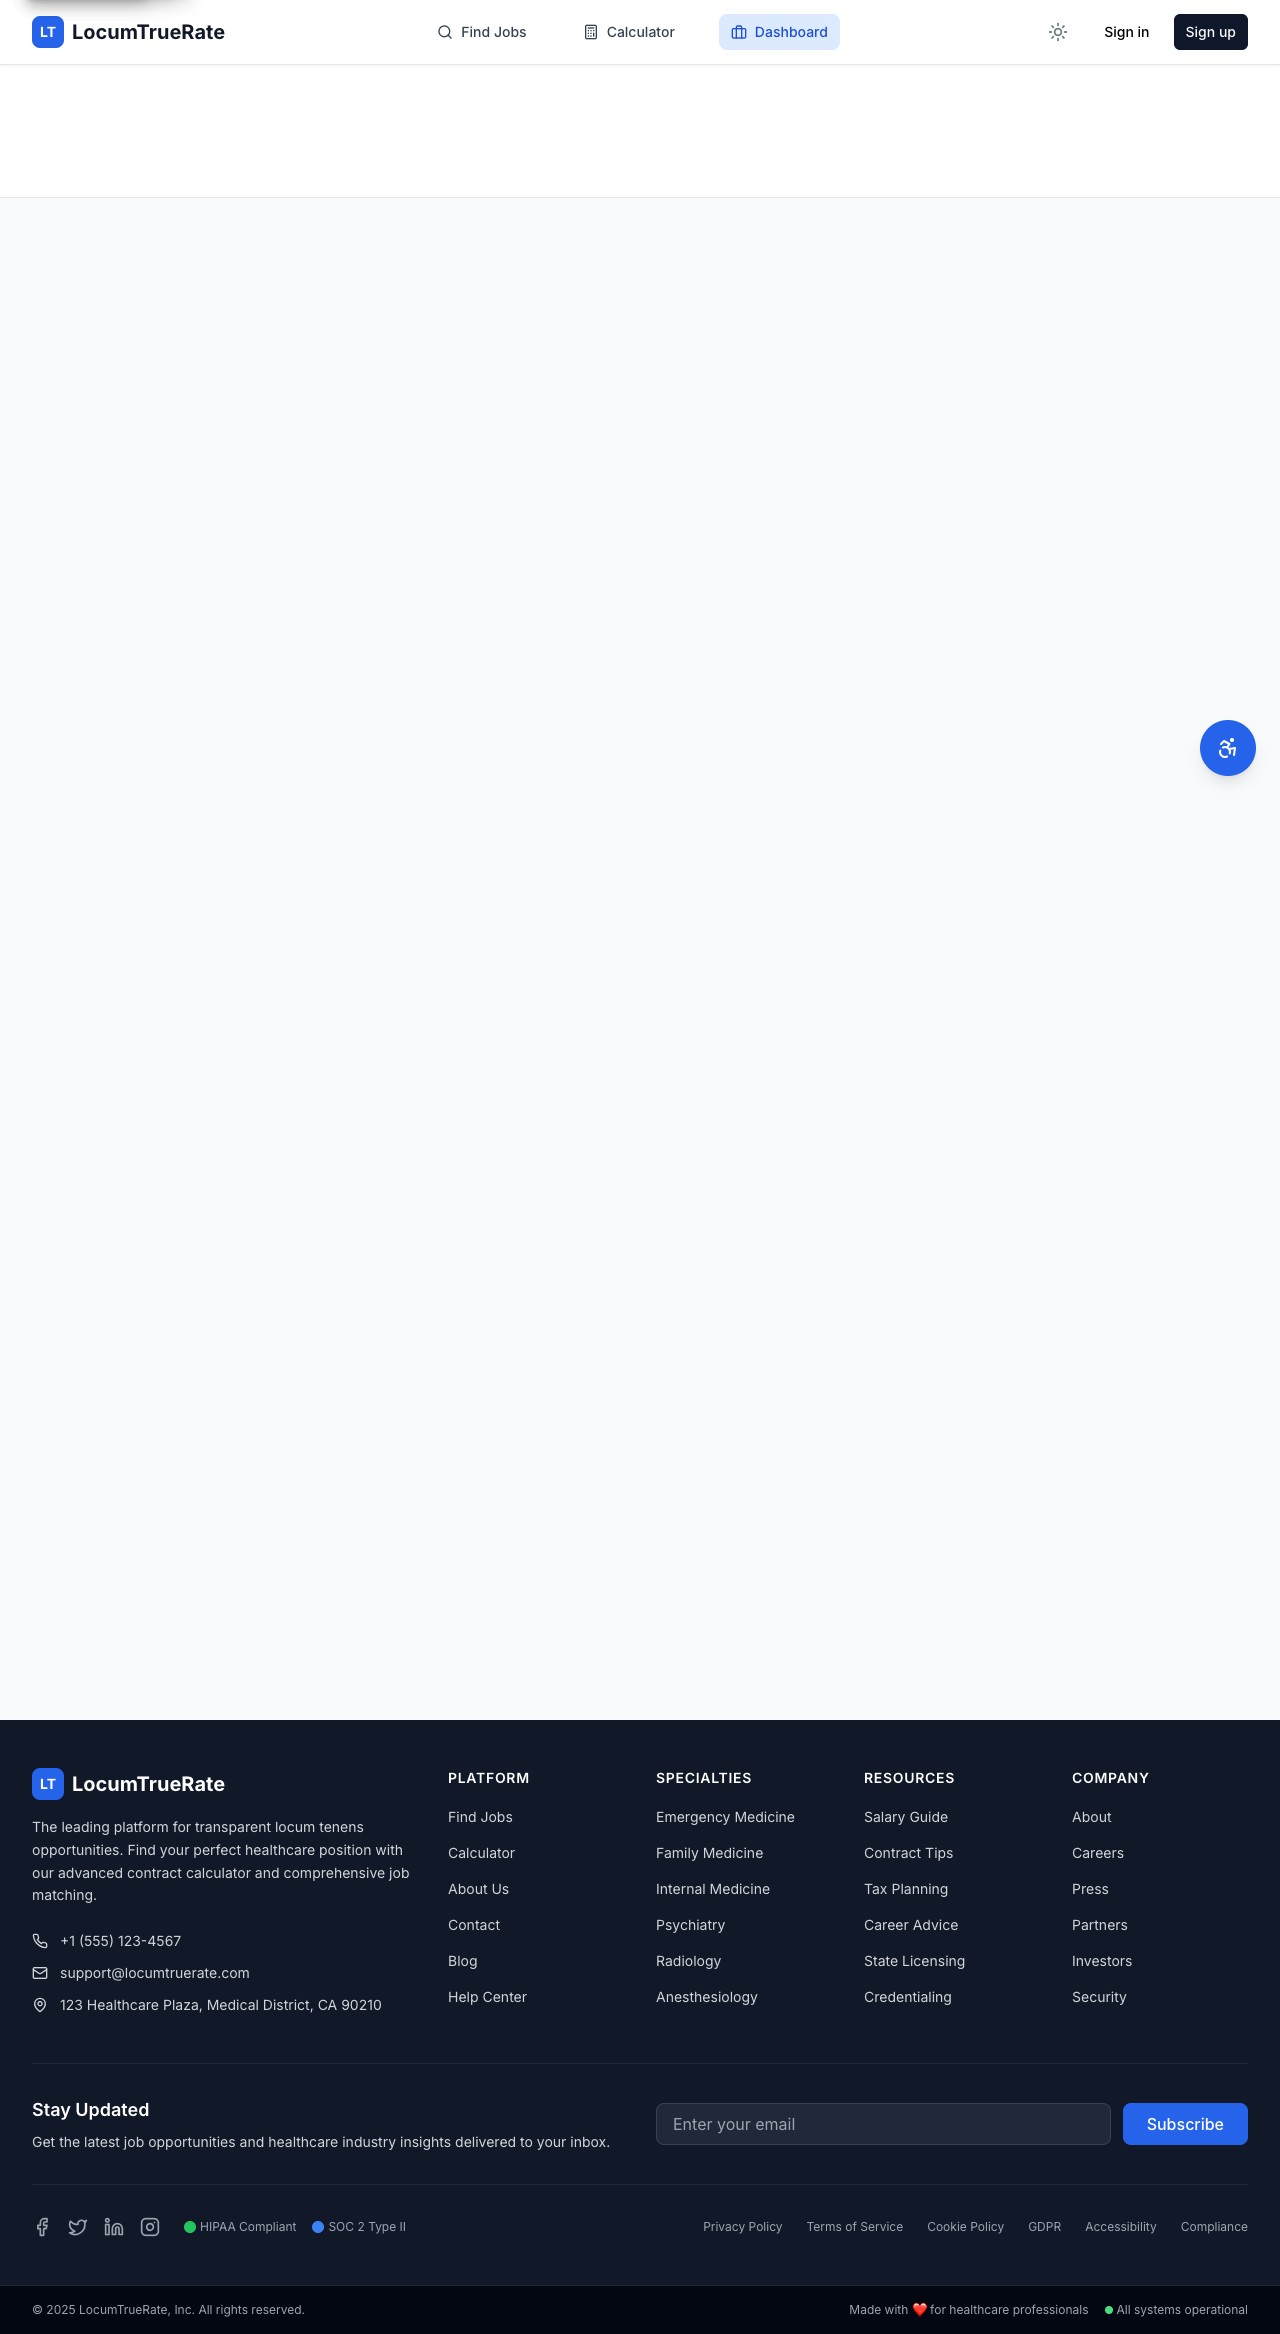 LT LocumTrueRate
Find Jobs
Calculator
Dashboard
Sign in
Sign up
LT LocumTrueRate
The leading platform for transparent locum tenens
opportunities. Find your perfect healthcare position with
our advanced contract calculator and comprehensive job
matching.
+1 (555) 123-4567
support@locumtruerate.com
123 Healthcare Plaza, Medical District, CA 90210
PLATFORM
Find Jobs
Calculator
About Us
Contact
Blog
Help Center
SPECIALTIES
Emergency Medicine
Family Medicine
Internal Medicine
Psychiatry
Radiology
Anesthesiology
RESOURCES
Salary Guide
Contract Tips
Tax Planning
Career Advice
State Licensing
Credentialing
COMPANY
About
Careers
Press
Partners
Investors
Security
Stay Updated
Get the latest job opportunities and healthcare industry insights delivered to your inbox.
Enter your email
Subscribe
HIPAA Compliant
SOC 2 Type II
Privacy Policy
Terms of Service
Cookie Policy
GDPR
Accessibility
Compliance
© 2025 LocumTrueRate, Inc. All rights reserved.
Made with ❤️ for healthcare professionals
All systems operational